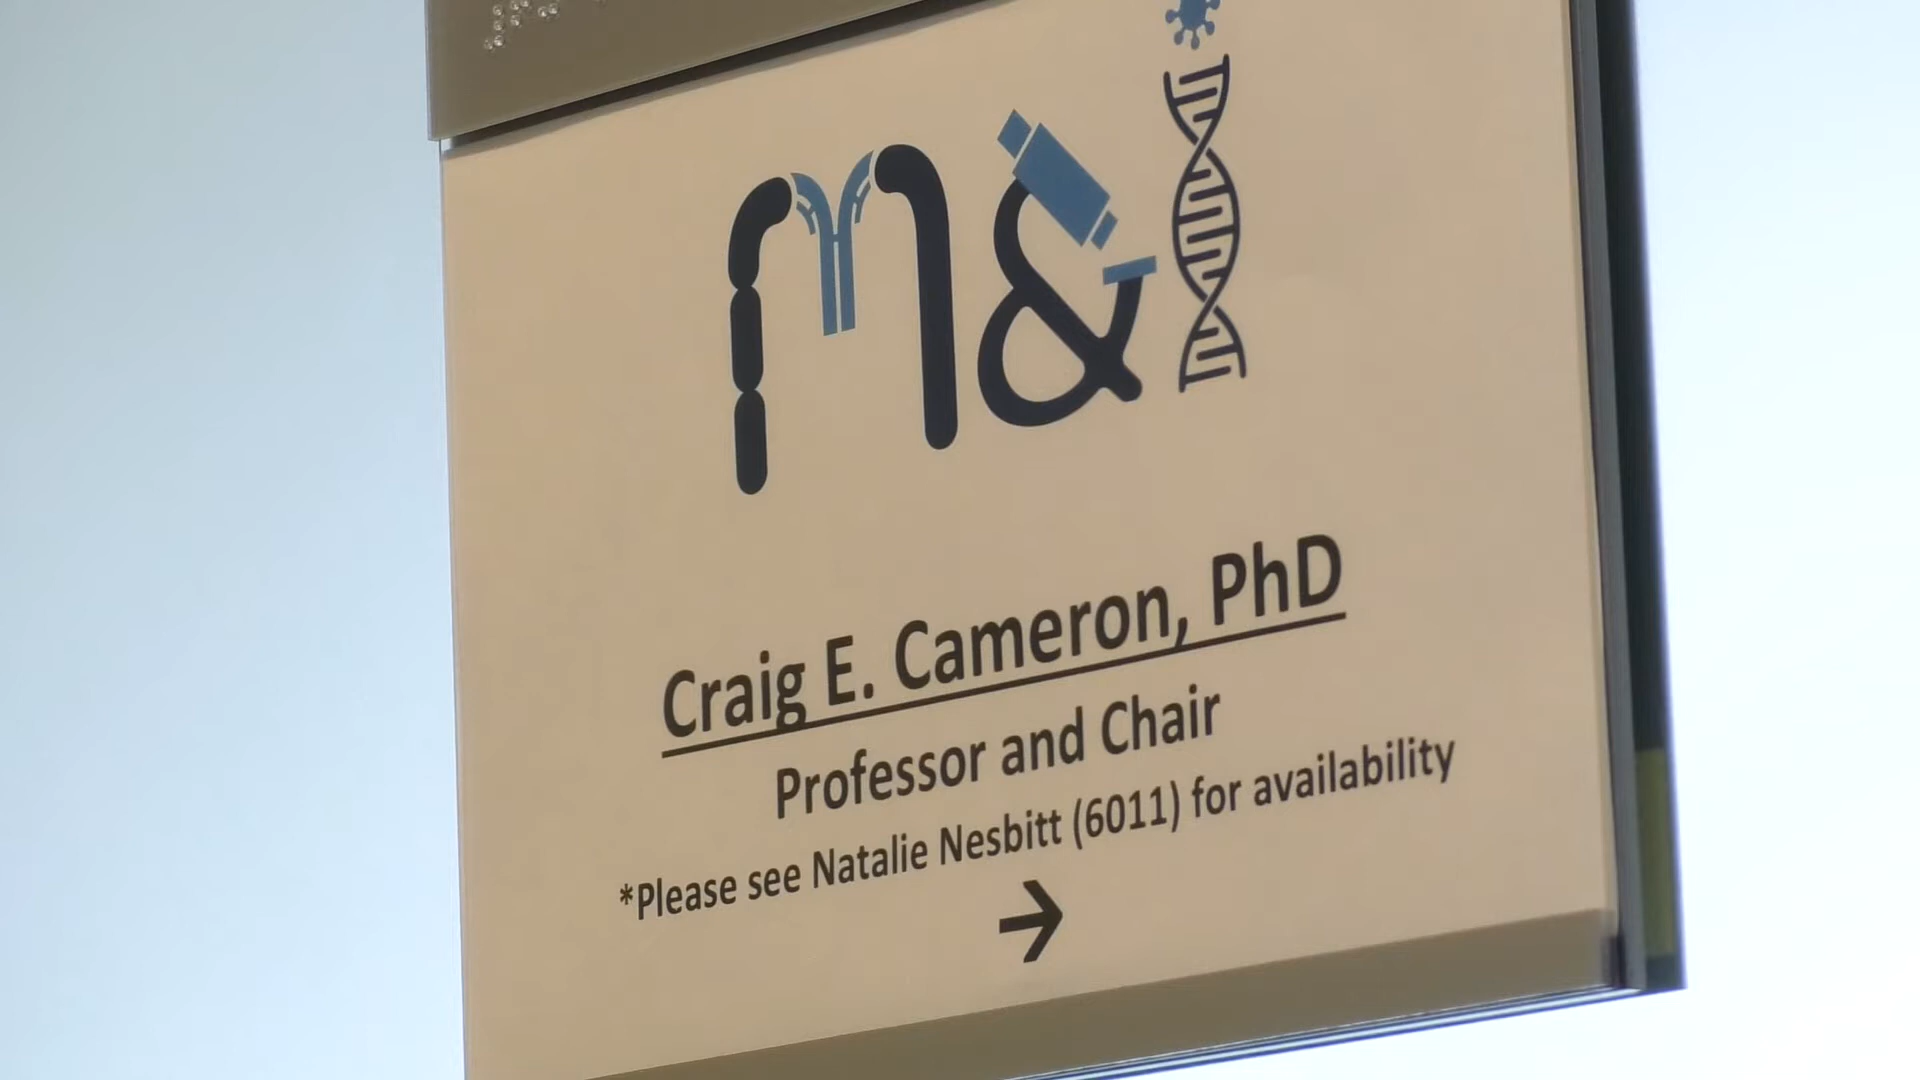 M&I
Craig E. Cameron, PhD
Professor and Chair
*Please see Natalie Nesbitt (6011) for availability
→